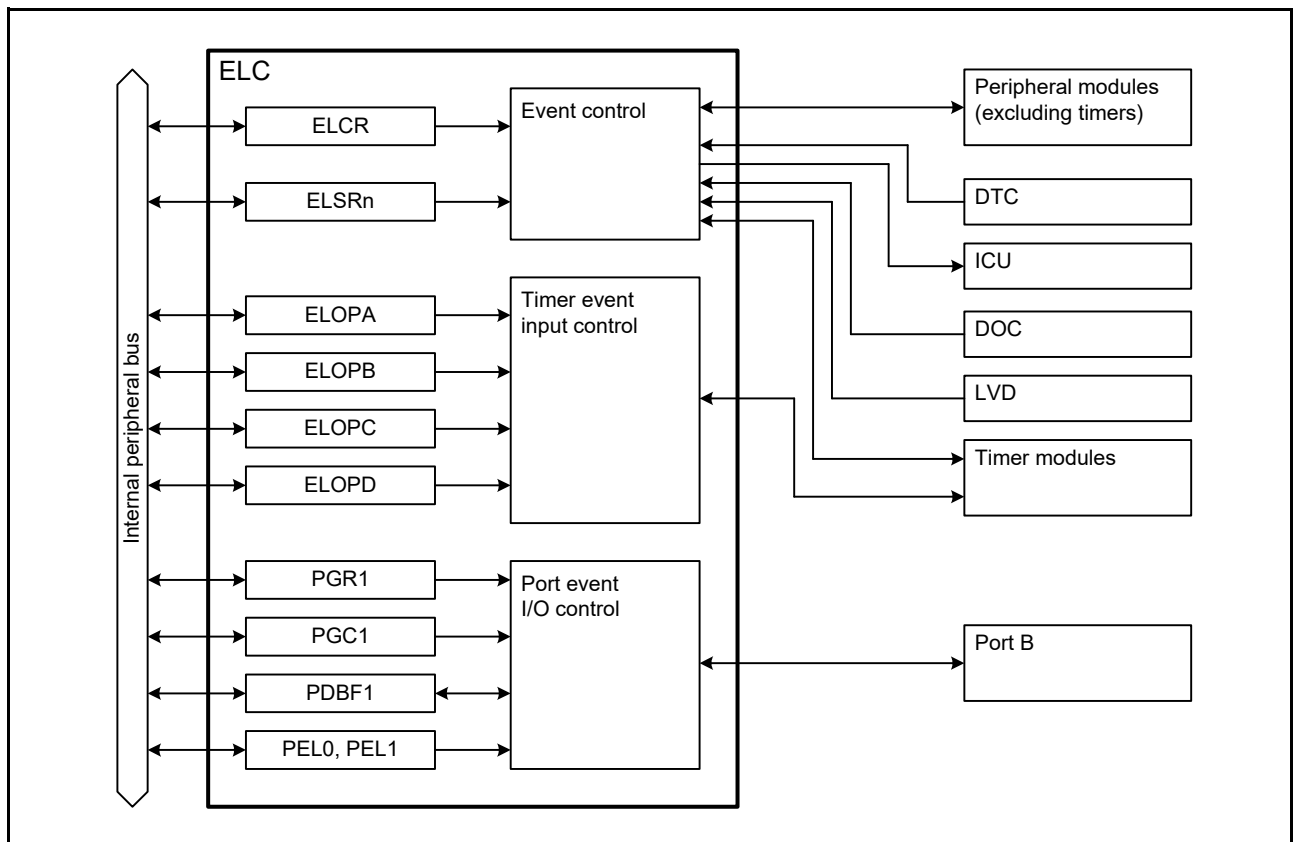 ELC
Internal peripheral bus
ELCR
ELSRn
ELOPA
ELOPB
ELOPC
ELOPD
PGR1
PGC1
PDBF1
PEL0, PEL1
Event control
Timer event
input control
Port event
I/O control
Peripheral modules
(excluding timers)
DTC
ICU
DOC
LVD
Timer modules
Port B